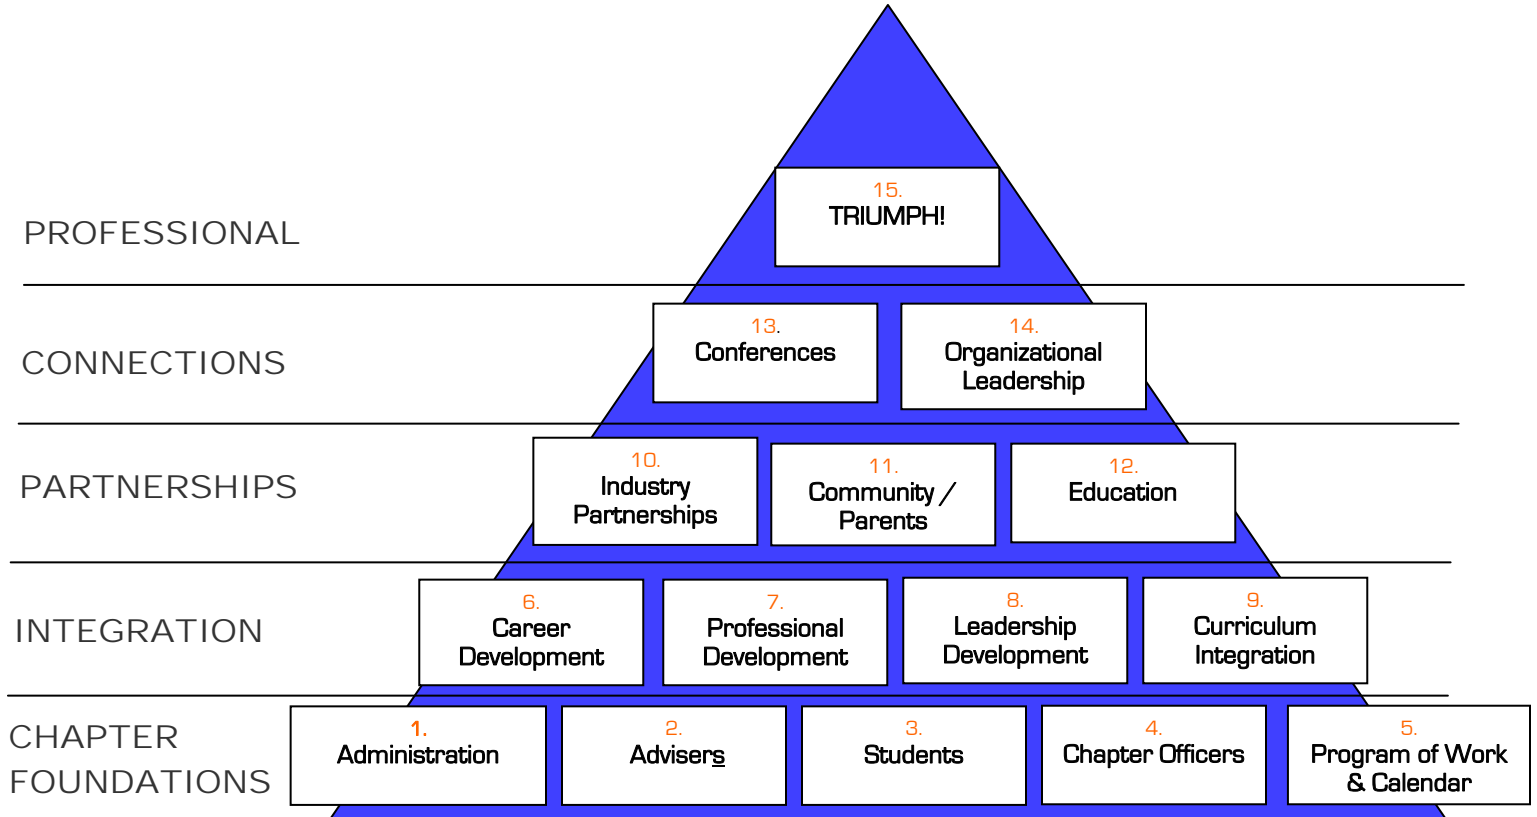 15.
TRIUMPH!
PROFESSIONAL
13.
Conferences
14.
Organizational
Leadership
CONNECTIONS
10.
Industry
Partnerships
11.
Community /
Parents
12.
Education
PARTNERSHIPS
6.
Career
Development
7.
Professional
Development
8.
Leadership
Development
9.
Curriculum
Integration
INTEGRATION
CHAPTER
FOUNDATIONS
1.
Administration
2.
Advisers
3.
Students
4.
Chapter Officers
5.
Program of Work
& Calendar